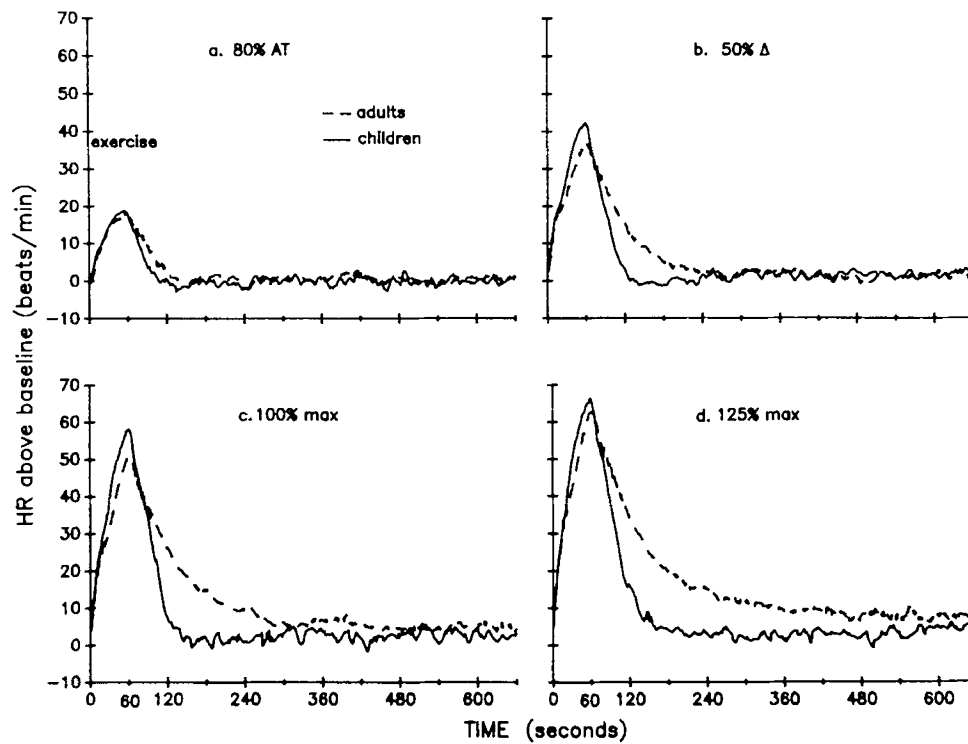 70
60
50
40
30
20
10
0
-10
a. 80% AT
-- adults
— children
exercise
b. 50% Δ
HR above baseline (beats/min)
70
60
50
40
30
20
10
0
-10
c. 100% max
d. 125% max
0 60 120 240 360 480 600
0 60 120 240 360 480 600
TIME (seconds)